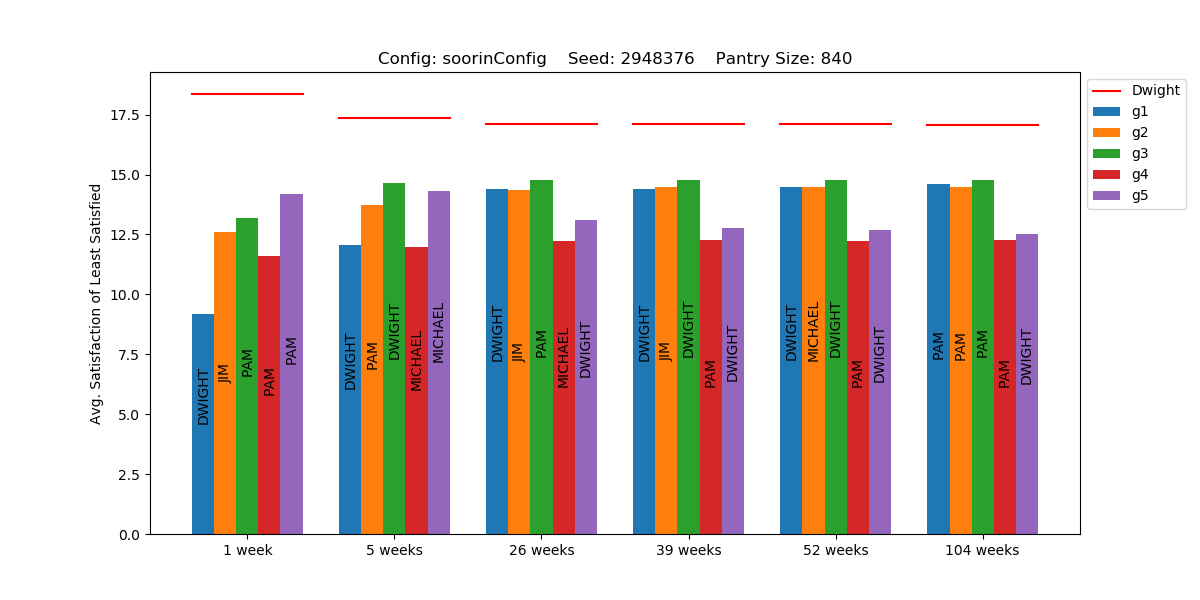 Config: soorinConfig    Seed: 2948376    Pantry Size: 840
Avg. Satisfaction of Least Satisfied
17.5
15.0
12.5
10.0
7.5
5.0
2.5
0.0
DWIGHT
JIM
PAM
PAM
PAM
DWIGHT
PAM
DWIGHT
MICHAEL
MICHAEL
DWIGHT
JIM
PAM
MICHAEL
DWIGHT
DWIGHT
JIM
DWIGHT
PAM
DWIGHT
DWIGHT
MICHAEL
DWIGHT
PAM
DWIGHT
PAM
PAM
PAM
PAM
DWIGHT
1 week
5 weeks
26 weeks
39 weeks
52 weeks
104 weeks
Dwight
g1
g2
g3
g4
g5